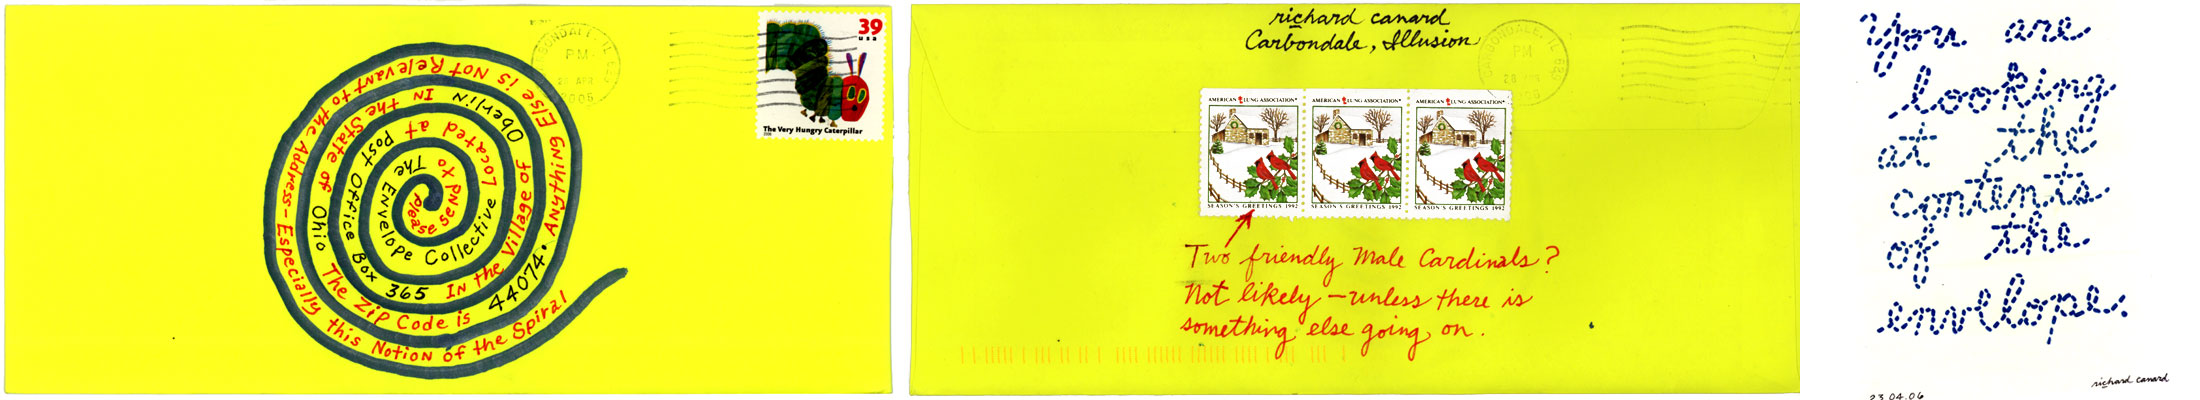 Please send to
The Envelope Collective
Located at Post Office Box 365
In the Village of Oberlin
In the State of Ohio
The Zip Code is 44074.
Anything Else is Not Relevant to the Address - Especially this Notion of the Spiral
CARBONDALE, IL
PM
28 APR
2006
39
USA
The Very Hungry Caterpillar
2006
richard canard
Carbondale, Illusion
CARBONDALE, IL
PM
AMERICAN LUNG ASSOCIATION®
AMERICAN LUNG ASSOCIATION®
AMERICAN LUNG ASSOCIATION®
SEASON'S GREETINGS 1992
SEASON'S GREETINGS 1992
SEASON'S GREETINGS 1992
Two friendly Male Cardinals?
Not likely — unless there is
something else going on.
You are
looking
at the
contents
of the
envelope.
richard canard
23.04.06